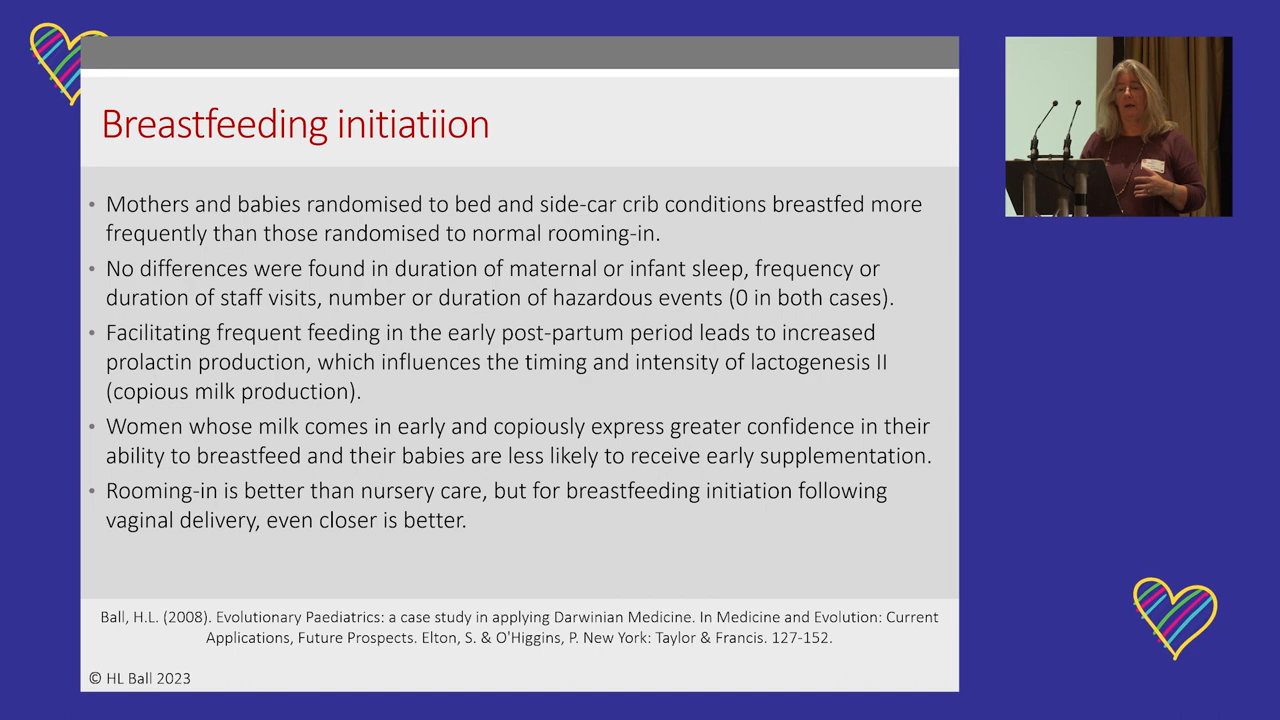 Breastfeeding initiatiion
• Mothers and babies randomised to bed and side-car crib conditions breastfed more
frequently than those randomised to normal rooming-in.
• No differences were found in duration of maternal or infant sleep, frequency or
duration of staff visits, number or duration of hazardous events (0 in both cases).
• Facilitating frequent feeding in the early post-partum period leads to increased
prolactin production, which influences the timing and intensity of lactogenesis II
(copious milk production).
• Women whose milk comes in early and copiously express greater confidence in their
ability to breastfeed and their babies are less likely to receive early supplementation.
• Rooming-in is better than nursery care, but for breastfeeding initiation following
vaginal delivery, even closer is better.
Ball, H.L. (2008). Evolutionary Paediatrics: a case study in applying Darwinian Medicine. In Medicine and Evolution: Current
Applications, Future Prospects. Elton, S. & O'Higgins, P. New York: Taylor & Francis. 127-152.
© HL Ball 2023